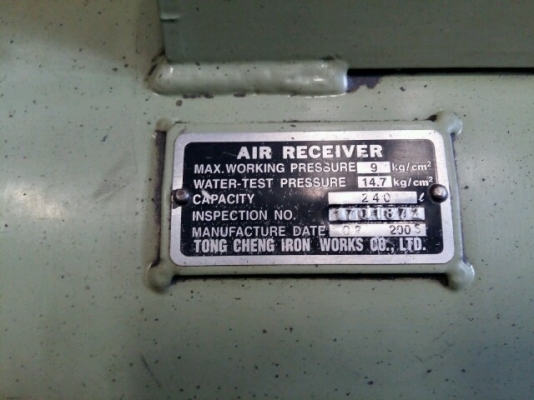 AIR RECEIVER
MAX. WORKING PRESSURE 9 kg/cm²
WATER-TEST PRESSURE 14.7 kg/cm²
CAPACITY 240 ℓ
INSPECTION NO.
MANUFACTURE DATE
TONG CHENG IRON WORKS CO., LTD.